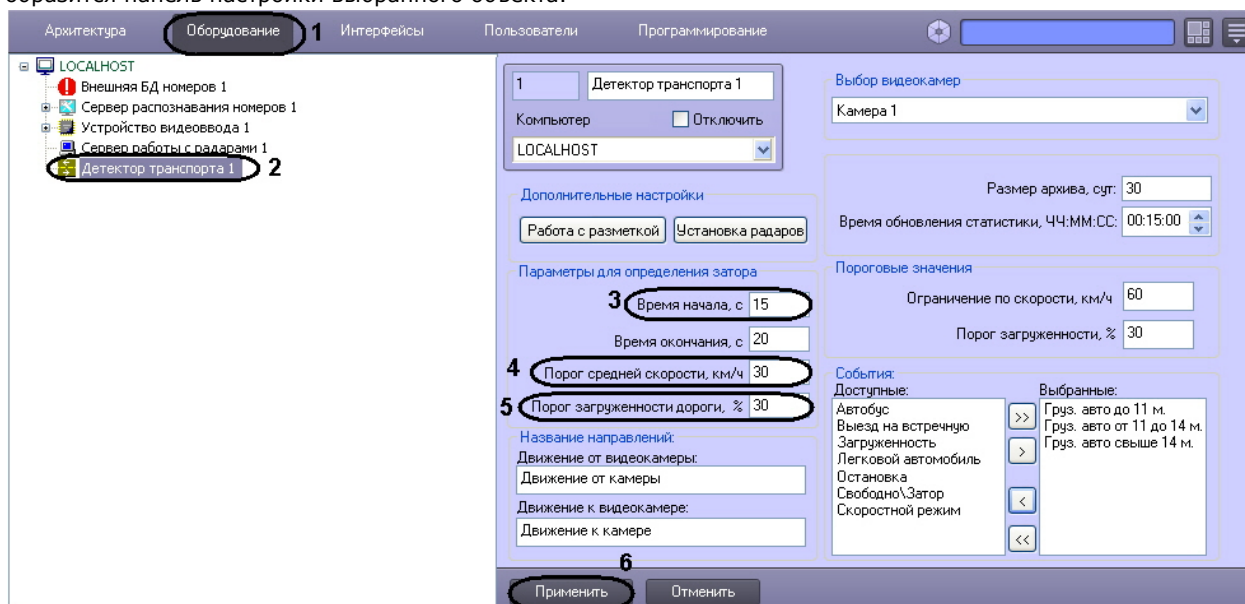 образится панель настройки выбранного объекта.
Архитектура Оборудование 1 Интерфейсы Пользователи Программирование
LOCALHOST
Внешняя БД номеров 1
Сервер распознавания номеров 1
Устройство видеоввода 1
Сервер работы с радарами 1
Детектор транспорта 1 2
1 Детектор транспорта 1
Компьютер Отключить
LOCALHOST
Дополнительные настройки
Работа с разметкой Установка радаров
Параметры для определения затора
3 Время начала, с 15
Время окончания, с 20
4 Порог средней скорости, км/ч 30
5 Порог загруженности дороги, % 30
Название направлений:
Движение от видеокамеры:
Движение от камеры
Движение к видеокамере:
Движение к камере
Выбор видеокамер
Камера 1
Размер архива, сут: 30
Время обновления статистики, ЧЧ:ММ:СС: 00:15:00
Пороговые значения
Ограничение по скорости, км/ч 60
Порог загруженности, % 30
События:
Доступные: Выбранные:
Автобус
Выезд на встречную
Загруженность
Легковой автомобиль
Остановка
Свободно\Затор
Скоростной режим
>>
>
<
<<
Груз. авто до 11 м.
Груз. авто от 11 до 14 м.
Груз. авто свыше 14 м.
6
Применить Отменить